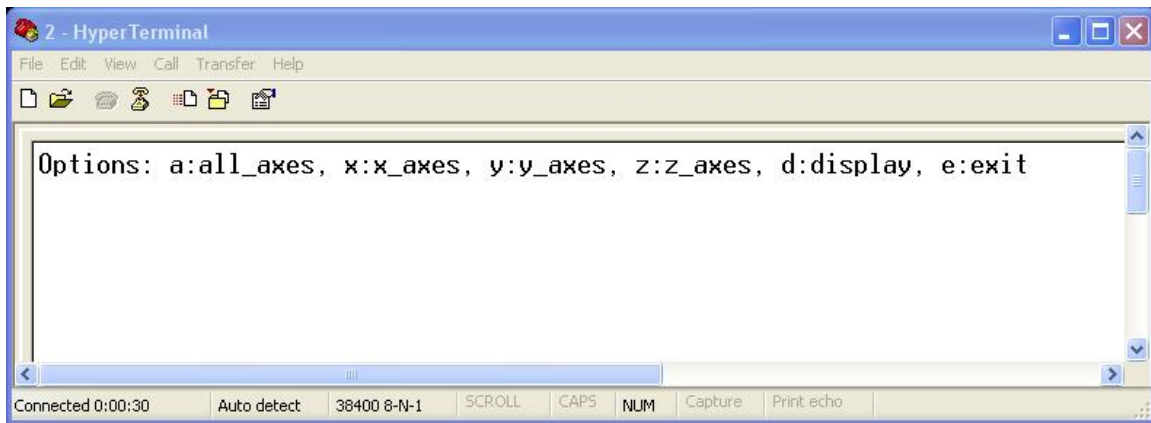 2 - HyperTerminal
File Edit View Call Transfer Help
Options: a:all_axes, x:x_axes, y:y_axes, z:z_axes, d:display, e:exit
Connected 0:00:30 Auto detect 38400 8-N-1 SCROLL CAPS NUM Capture Print echo